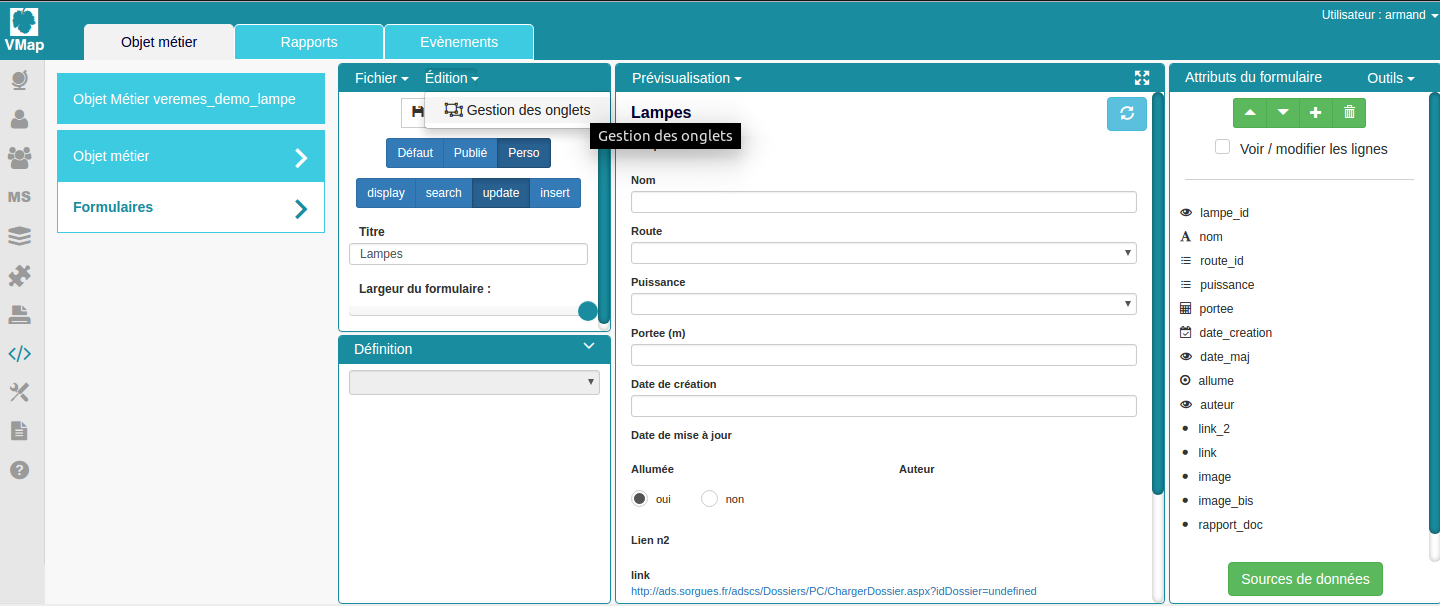 Utilisateur : armand
VMap
Objet métier
Rapports
Evènements
Objet Métier veremes_demo_lampe
Objet métier
Formulaires
MS
Fichier
Édition
Gestion des onglets
Gestion des onglets
Défaut
Publié
Perso
display
search
update
insert
Titre
Lampes
Largeur du formulaire :
Définition
Prévisualisation
Lampes
Nom
Route
Puissance
Portee (m)
Date de création
Date de mise à jour
Allumée
Auteur
oui
non
Lien n2
link
http://ads.sorgues.fr/adscs/Dossiers/PC/ChargerDossier.aspx?idDossier=undefined
Attributs du formulaire
Outils
Voir / modifier les lignes
lampe_id
nom
route_id
puissance
portee
date_creation
date_maj
allume
auteur
link_2
link
image
image_bis
rapport_doc
Sources de données